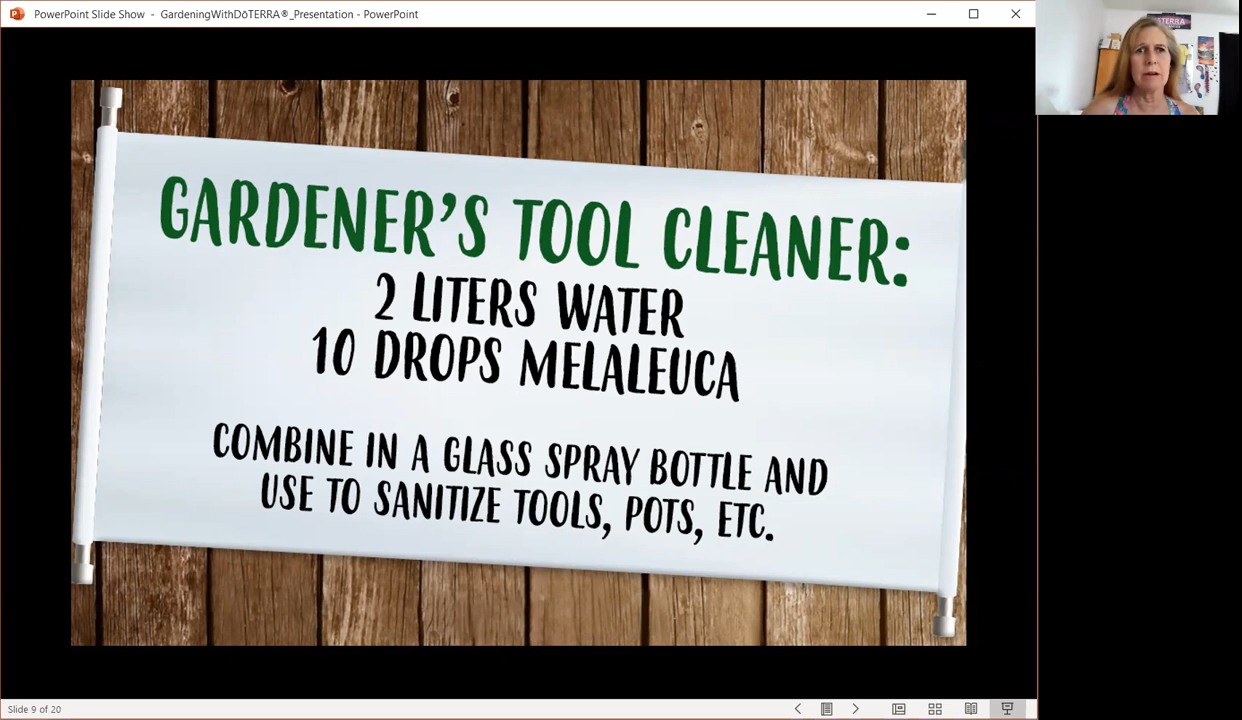 PowerPoint Slide Show - GardeningWithDōTERRA®_Presentation - PowerPoint
GARDENER'S TOOL CLEANER:
2 LITERS WATER
10 DROPS MELALEUCA
COMBINE IN A GLASS SPRAY BOTTLE AND
USE TO SANITIZE TOOLS, POTS, ETC.
Slide 9 of 20